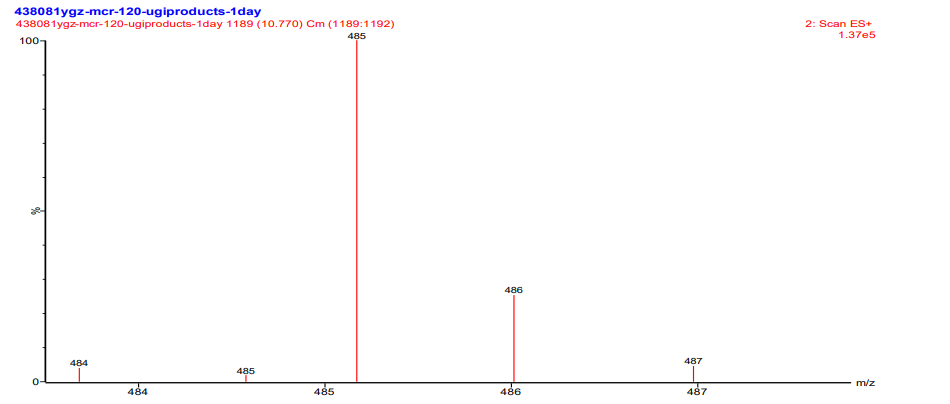 438081ygz-mcr-120-ugiproducts-1day
438081ygz-mcr-120-ugiproducts-1day 1189 (10.770) Cm (1189:1192)
2: Scan ES+
1.37e5
100
485
%
486
484
485
487
0
484
485
486
487
m/z